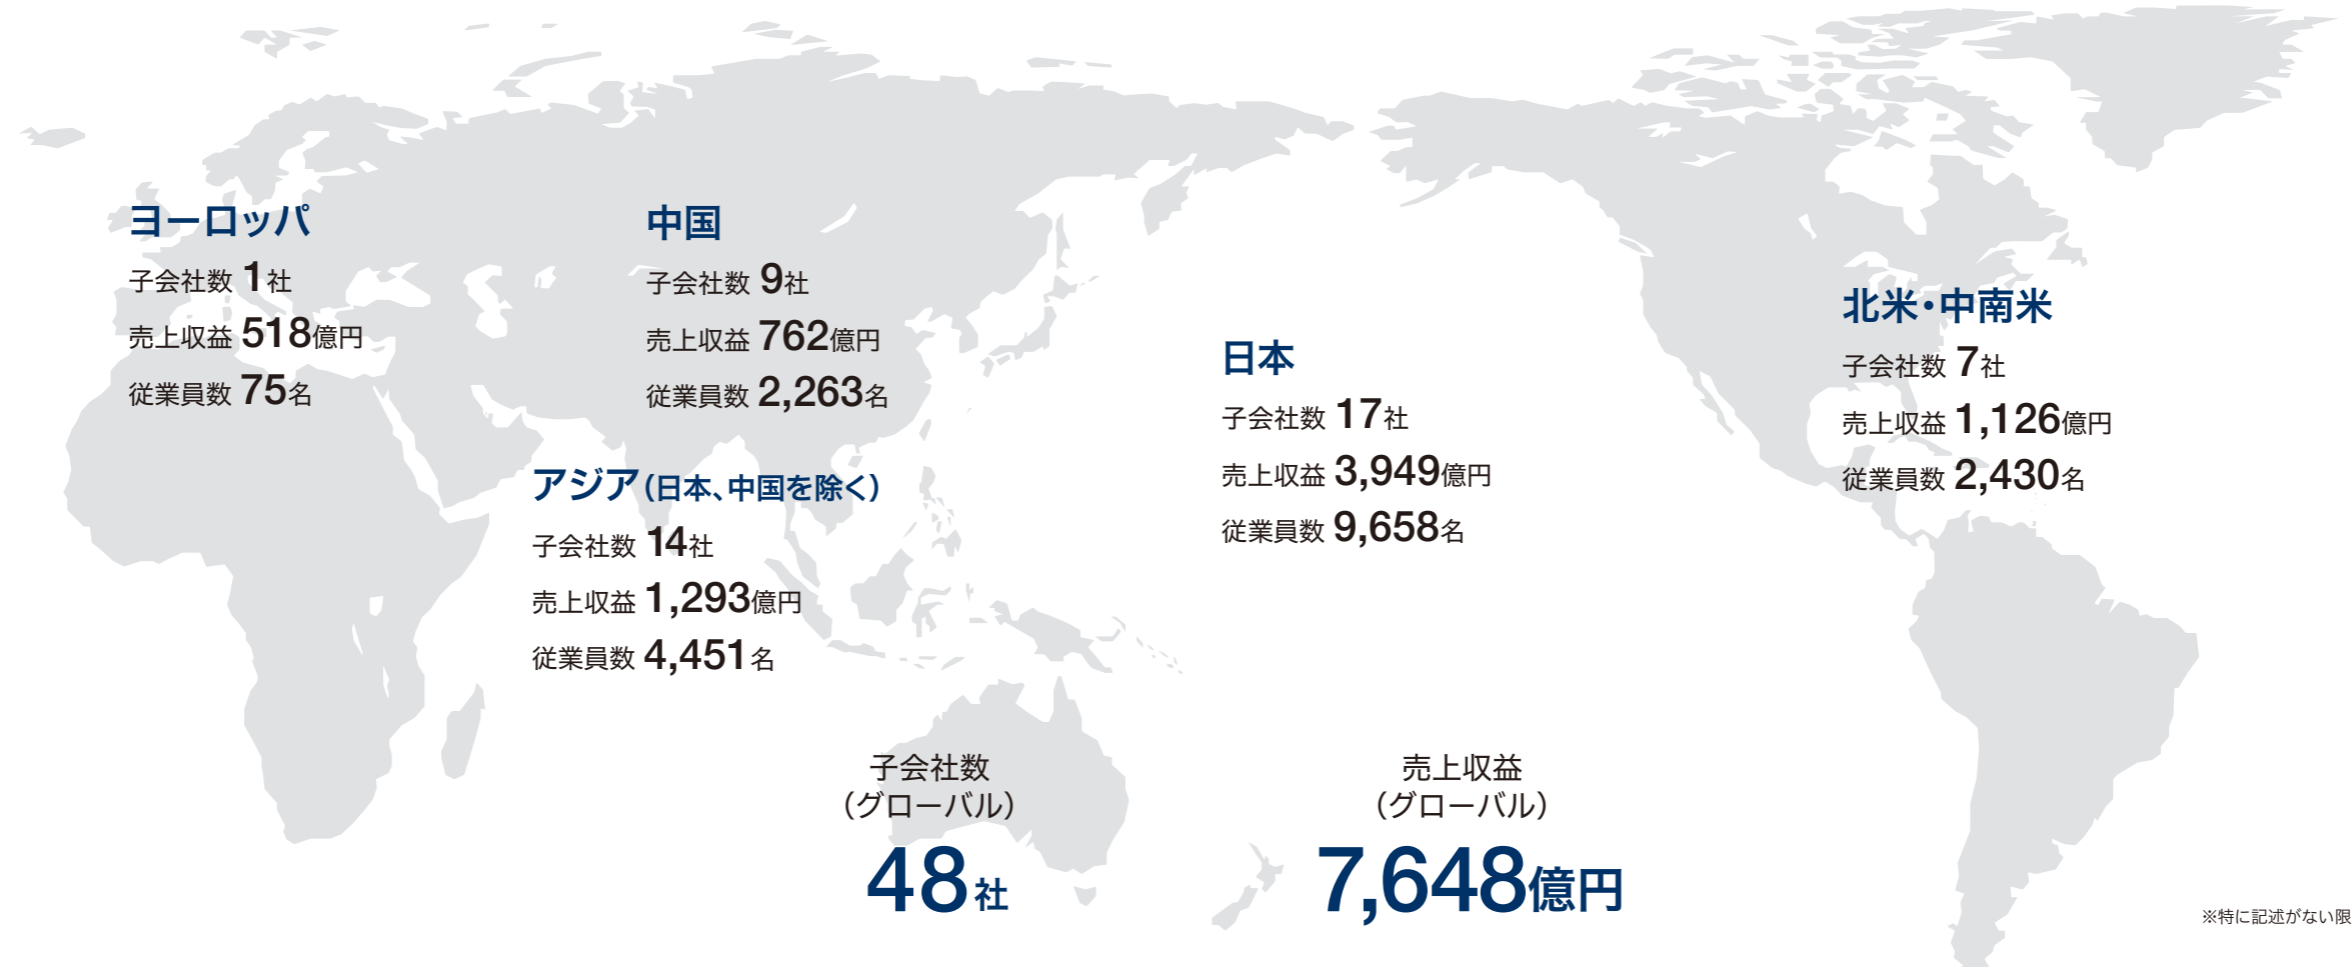 ヨーロッパ
子会社数 1社
売上収益 518億円
従業員数 75名
中国
子会社数 9社
売上収益 762億円
従業員数 2,263名
アジア(日本、中国を除く)
子会社数 14社
売上収益 1,293億円
従業員数 4,451名
日本
子会社数 17社
売上収益 3,949億円
従業員数 9,658名
北米・中南米
子会社数 7社
売上収益 1,126億円
従業員数 2,430名
子会社数
(グローバル)
48社
売上収益
(グローバル)
7,648億円
※特に記述がない限